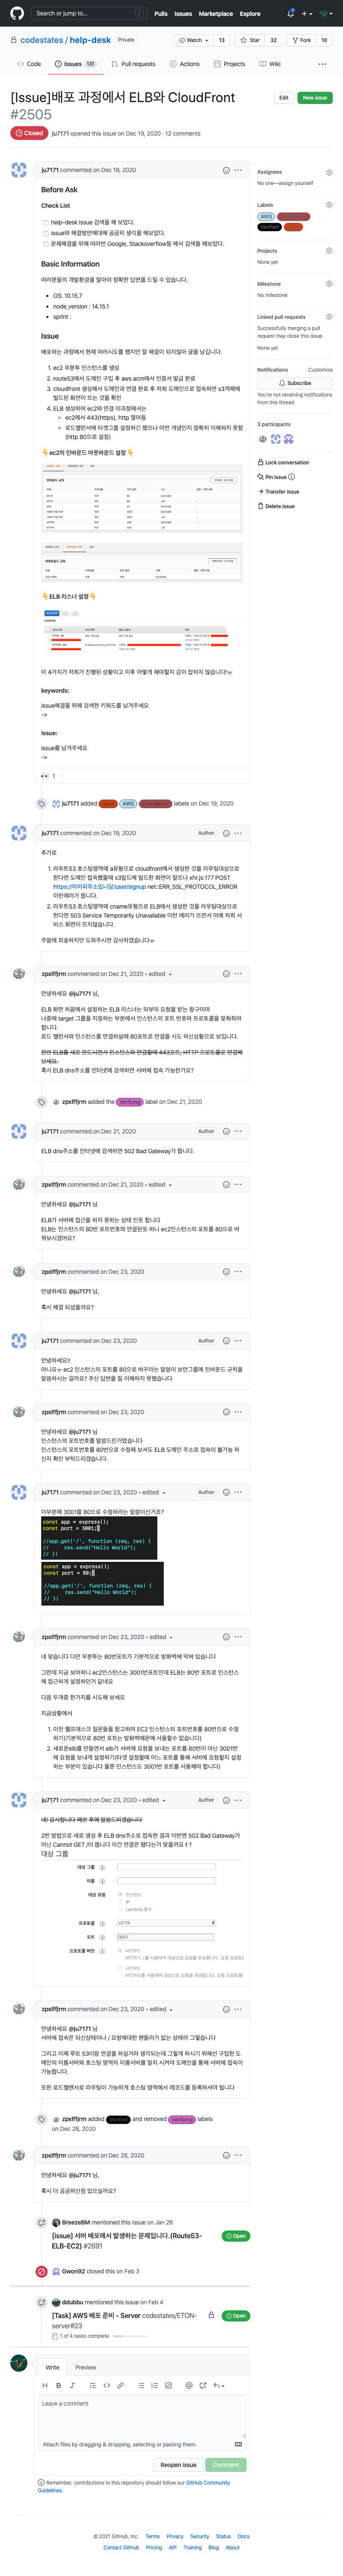 Search or jump to...
/
Pulls Issues Marketplace Explore
codestates / help-desk Private
Watch 13 Star 32 Fork 10
Code Issues 131 Pull requests Actions Projects Wiki
[Issue]배포 과정에서 ELB와 CloudFront
#2505
Edit New issue
Closed ju7171 opened this issue on Dec 19, 2020 · 12 comments
ju7171 commented on Dec 19, 2020
Before Ask
Check List
help-desk issue 검색을 해 보았다.
issue와 해결방안에대해 곰곰히 생각을 해보았다.
문제해결을 위해 여러번 Google, Stackoverflow등 에서 검색을 해보았다.
Basic Information
여러분들의 개발환경을 알아야 정확한 답변을 드릴 수 있습니다.
OS: 10.15.7
node_version : 14.15.1
sprint :
Issue
배포하는 과정에서 현재 여러시도를 했지만 잘 해결이 되지않아 글을 남깁니다.
1. ec2 우분투 인스턴스를 생성
2. route53에서 도메인 구입 후 aws acm에서 인증서 발급 완료
3. cloudfront 생성해서 도메인과 연결 완료 후 저희 도메인으로 접속하면 s3객체에
빌드된 화면이 뜨는 것을 확인
4. ELB 생성하여 ec2와 연결 이과정에서는
ec2에서 443(https), http 열어둠
로드밸런서에 타겟그룹 설정하긴 했으나 어떤 개념인지 정확히 이해하지 못함
(http 80으로 설정)
👇ec2의 인바운드 아웃바운드 설정👇
👇ELB 리스너 설정👇
이 4가지가 저희가 진행된 상황이고 이후 어떻게 해야할지 감이 잡히지 않습니다!ㅠ
keywords:
issue해결을 위해 검색한 키워드를 남겨주세요
->
Issue:
issue를 남겨주세요
->
👀 1
ju7171 added AWS labels on Dec 19, 2020
ju7171 commented on Dec 19, 2020 Author
추가로
1. 라우트53 호스팅영역에 a유형으로 cloudfront에서 생성한 것을 라우팅대상으로
한다면 도메인 접속했을때 s3빌드에 빌드한 화면이 잘뜨나 xhr.js:177 POST
https://마이피주소입니당/user/signup net::ERR_SSL_PROTOCOL_ERROR
이런에러가 뜹니다.
2. 라우트53 호스팅영역에 cname유형으로 ELB에서 생성한 것을 라우팅대상으로
한다면 503 Service Temporarily Unavailable 이런 에러가 뜨면서 아예 저희 서
비스 화면이 뜨지않습니다.
주말에 죄송하지만 도와주시면 감사하겠습니다ㅠ
zpxlffjrm commented on Dec 21, 2020 • edited
안녕하세요 @ju7171 님,
ELB 화면 처음에서 설정하는 ELB 리스너는 외부의 요청을 받는 창구이며
나중에 target 그룹을 지정하는 부분에서 인스턴스의 포트 번호와 프로토콜을 맞춰줘야
합니다.
로드 밸런서와 인스턴스를 연결하실때 80포트로 연결을 시도 하신상황으로 보입니다.
한번 ELB를 새로 만드시면서 인스턴스와 연결할때 443포트, HTTP 프로토콜로 연결해
보세요.
혹시 ELB dns주소를 인터넷에 검색하면 서버에 접속 가능한가요?
zpxlffjrm added the Verifying label on Dec 21, 2020
ju7171 commented on Dec 21, 2020 Author
ELB dns주소를 인터넷에 검색하면 502 Bad Gateway가 뜹니다.
zpxlffjrm commented on Dec 21, 2020 • edited
안녕하세요 @ju7171 님
ELB가 서버에 접근을 하지 못하는 상태 인듯 합니다
ELB는 인스턴스의 80번 포트번호와 연결된듯 하니 ec2인스턴스의 포트를 80으로 바
꿔보시겠어요?
zpxlffjrm commented on Dec 23, 2020
안녕하세요 @ju7171 님,
혹시 해결 되셨을까요?
ju7171 commented on Dec 23, 2020 Author
안녕하세요!!
아니요ㅠ ec2 인스턴스의 포트를 80으로 바꾸라는 말씀이 보안그룹에 인바운드 규칙을
말씀하시는 걸까요? 주신 답변을 잘 이해하지 못했습니다
zpxlffjrm commented on Dec 23, 2020
안녕하세요 @ju7171 님
인스턴스의 포트번호를 말씀드린거였습니다
인스턴스의 포트번호를 80번으로 수정해 보셔도 ELB 도메인 주소로 접속이 불가능 하
신지 확인 부탁드리겠습니다.
ju7171 commented on Dec 23, 2020 • edited Author
이부분에 3001을 80으로 수정하라는 말씀이신거죠?
const app = express();
const port = 3001;
//app.get('/', function (req, res) {
// res.send("Hello World");
// })
const app = express();
const port = 80;
//app.get('/', function (req, res) {
// res.send("Hello World");
// })
zpxlffjrm commented on Dec 23, 2020 • edited
네 맞습니다 다만 우분투는 80번포트가 기본적으로 방화벽에 막혀 있습니다
그런데 지금 보아하니 ec2인스턴스는 3001번포트인데 ELB는 80번 포트로 인스턴스
에 접근하게 설정하신거 같네요
다음 두개중 한가지를 시도해 보세요
지금상황에서
1. 이전 헬프데스크 질문들을 참고하여 EC2 인스턴스의 포트번호를 80번으로 수정
하기(기본적으로 80번 포트는 방화벽때문에 사용할수 없습니다)
2. 새로운elb를 만들면서 elb가 서버에 요청을 보내는 포트를 80번이 아닌 3001번
에 요청을 보내게 설정하기(타겟 설정할때 어느 포트를 통해 서버에 요청할지 설정
하는 부분이 있습니다 물론 인스턴스도 3001번 포트를 사용해야 합니다)
ju7171 commented on Dec 23, 2020 • edited Author
네! 감사합니다 해본 후에 말씀드리겠습니다
2번 방법으로 새로 생성 후 ELB dns주소로 접속한 결과 이번엔 502 Bad Gateway가
아닌 Cannot GET /이 뜹니다 이건 연결은 됐다는거 맞을까요 (?
대상 그룹
대상 그룹
이름
대상 유형 인스턴스
IP
Lambda 함수
프로토콜 HTTP
포트 3001
프로토콜 버전 HTTP1
HTTP2
zpxlffjrm commented on Dec 23, 2020 • edited
안녕하세요 @ju7171 님
서버에 접속은 되신상태이나 / 요청에대한 핸들러가 없는 상태라 그렇습니다
그리고 이제 루트 53이랑 연결을 하실거라 생각되는데 그렇게 하시기 위해선 구입한 도
메인의 이름서버와 호스팅 영역의 이름서버를 일치 시켜야 도메인을 통해 서버에 접속이
가능합니다.
또한 로드밸랜서로 라우팅이 가능하게 호스팅 영역에서 레코드를 등록하셔야 됩니다
zpxlffjrm added Verified and removed Verifying labels
on Dec 28, 2020
zpxlffjrm commented on Dec 28, 2020
안녕하세요 @ju7171 님,
혹시 더 궁금하신점 있으실까요?
BreezeBM mentioned this issue on Jan 26
[issue] 서버 배포에서 발생하는 문제입니다.(Route53-
ELB-EC2) #2691
Open
Gwon92 closed this on Feb 3
ddubbu mentioned this issue on Feb 4
[Task] AWS 배포 준비 - Server codestates/ETON-
server#23
Open
1 of 4 tasks complete
Write Preview
Leave a comment
Attach files by dragging & dropping, selecting or pasting them.
Reopen issue Comment
Remember, contributions to this repository should follow our GitHub Community
Guidelines.
Assignees
No one—assign yourself
Labels
AWS
Verified
Projects
None yet
Milestone
No milestone
Linked pull requests
Successfully merging a pull
request may close this issue.
None yet
Notifications Customize
Subscribe
You're not receiving notifications
from this thread.
3 participants
Lock conversation
Pin issue
Transfer issue
Delete issue
© 2021 GitHub, Inc. Terms Privacy Security Status Docs
Contact GitHub Pricing API Training Blog About